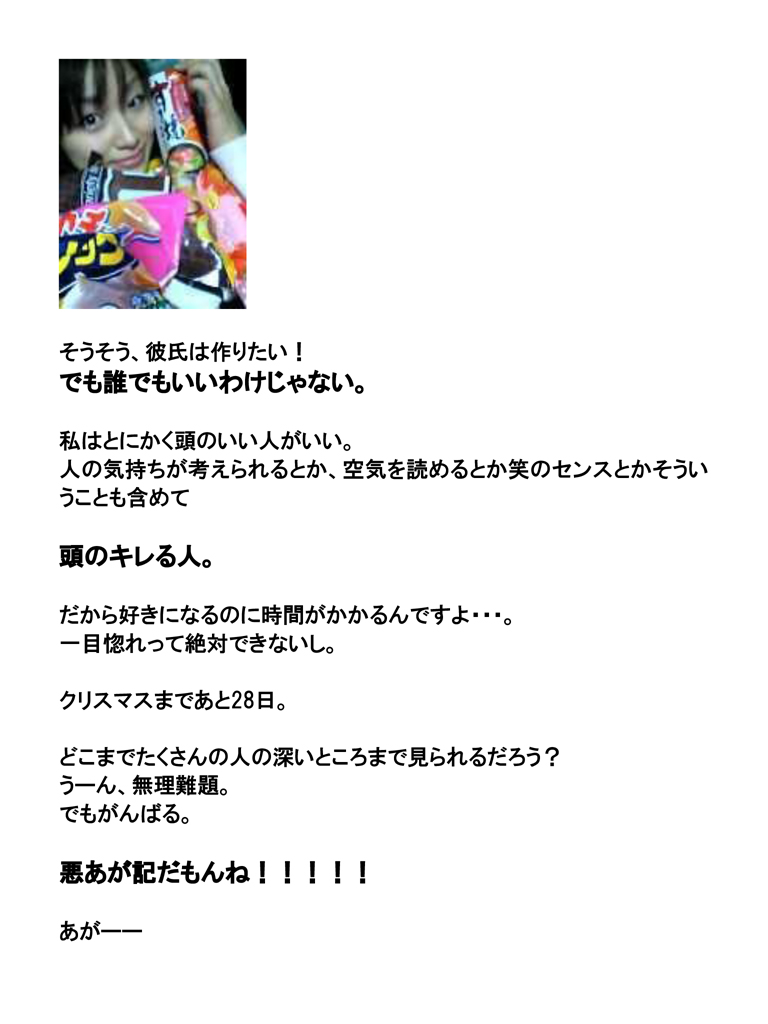 そうそう、彼氏は作りたい！
でも誰でもいいわけじゃない。
私はとにかく頭のいい人がいい。
人の気持ちが考えられるとか、空気を読めるとか笑のセンスとかそうい
うことも含めて
頭のキレる人。
だから好きになるのに時間がかかるんですよ・・・。
一目惚れって絶対できないし。
クリスマスまであと28日。
どこまでたくさんの人の深いところまで見られるだろう？
うーん、無理難題。
でもがんばる。
悪あが記だもんね！！！！！
あがーー